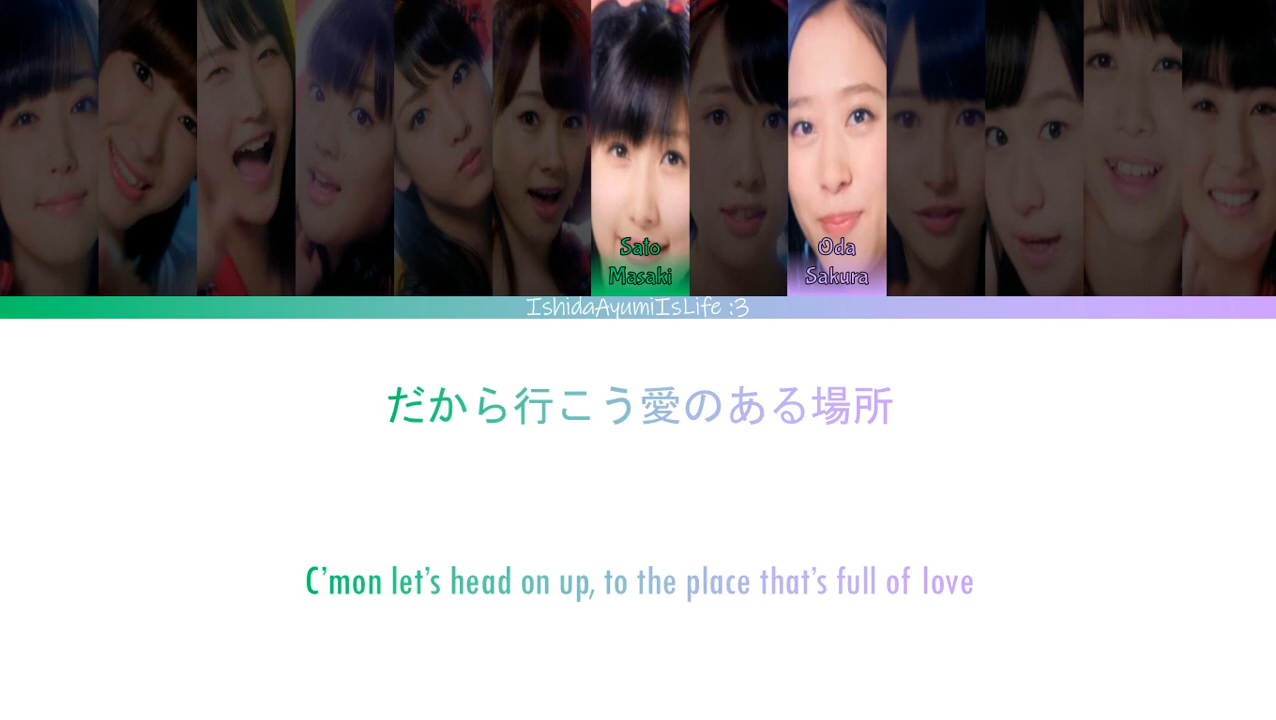 Sato
Masaki
Oda
Sakura
IshidaAyumiIsLife :3
だから行こう愛のある場所
C'mon let's head on up, to the place that's full of love